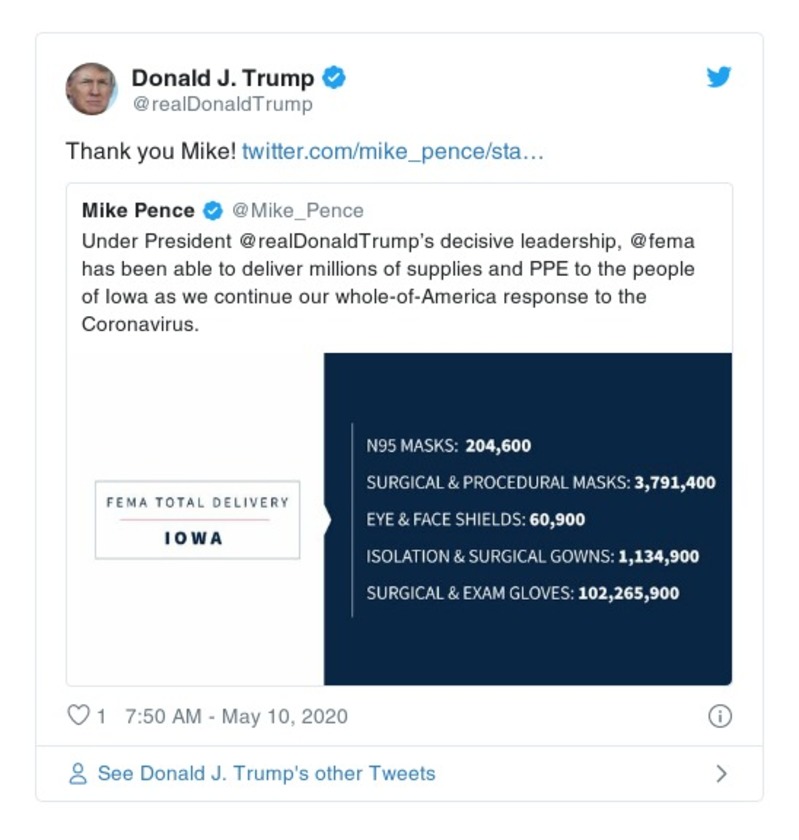 Donald J. Trump
@realDonaldTrump
Thank you Mike! twitter.com/mike_pence/sta…
Mike Pence @Mike_Pence
Under President @realDonaldTrump’s decisive leadership, @fema
has been able to deliver millions of supplies and PPE to the people
of Iowa as we continue our whole-of-America response to the
Coronavirus.
FEMA TOTAL DELIVERY
IOWA
N95 MASKS: 204,600
SURGICAL & PROCEDURAL MASKS: 3,791,400
EYE & FACE SHIELDS: 60,900
ISOLATION & SURGICAL GOWNS: 1,134,900
SURGICAL & EXAM GLOVES: 102,265,900
1 7:50 AM - May 10, 2020
See Donald J. Trump's other Tweets